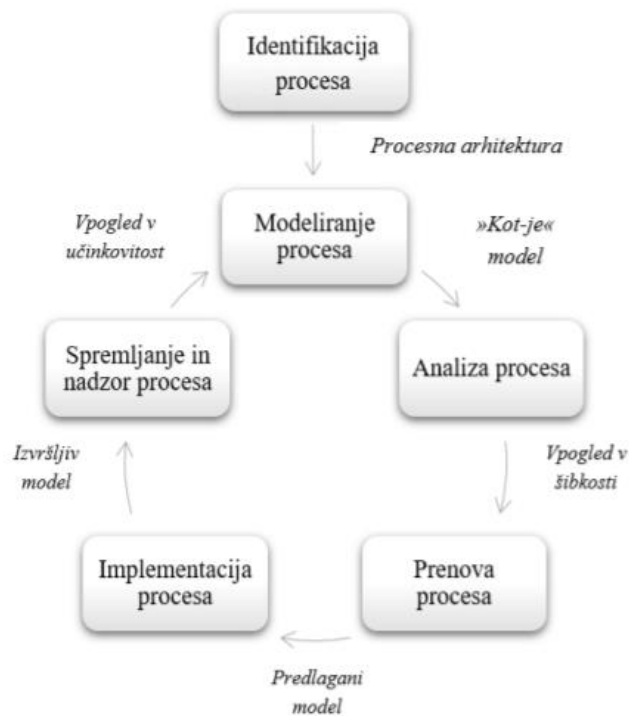 Identifikacija
procesa
Procesna arhitektura
Modeliranje
procesa
»Kot-je«
model
Analiza procesa
Vpogled v
šibkosti
Prenova
procesa
Predlagani
model
Implementacija
procesa
Izvršljiv
model
Spremljanje in
nadzor procesa
Vpogled v
učinkovitost